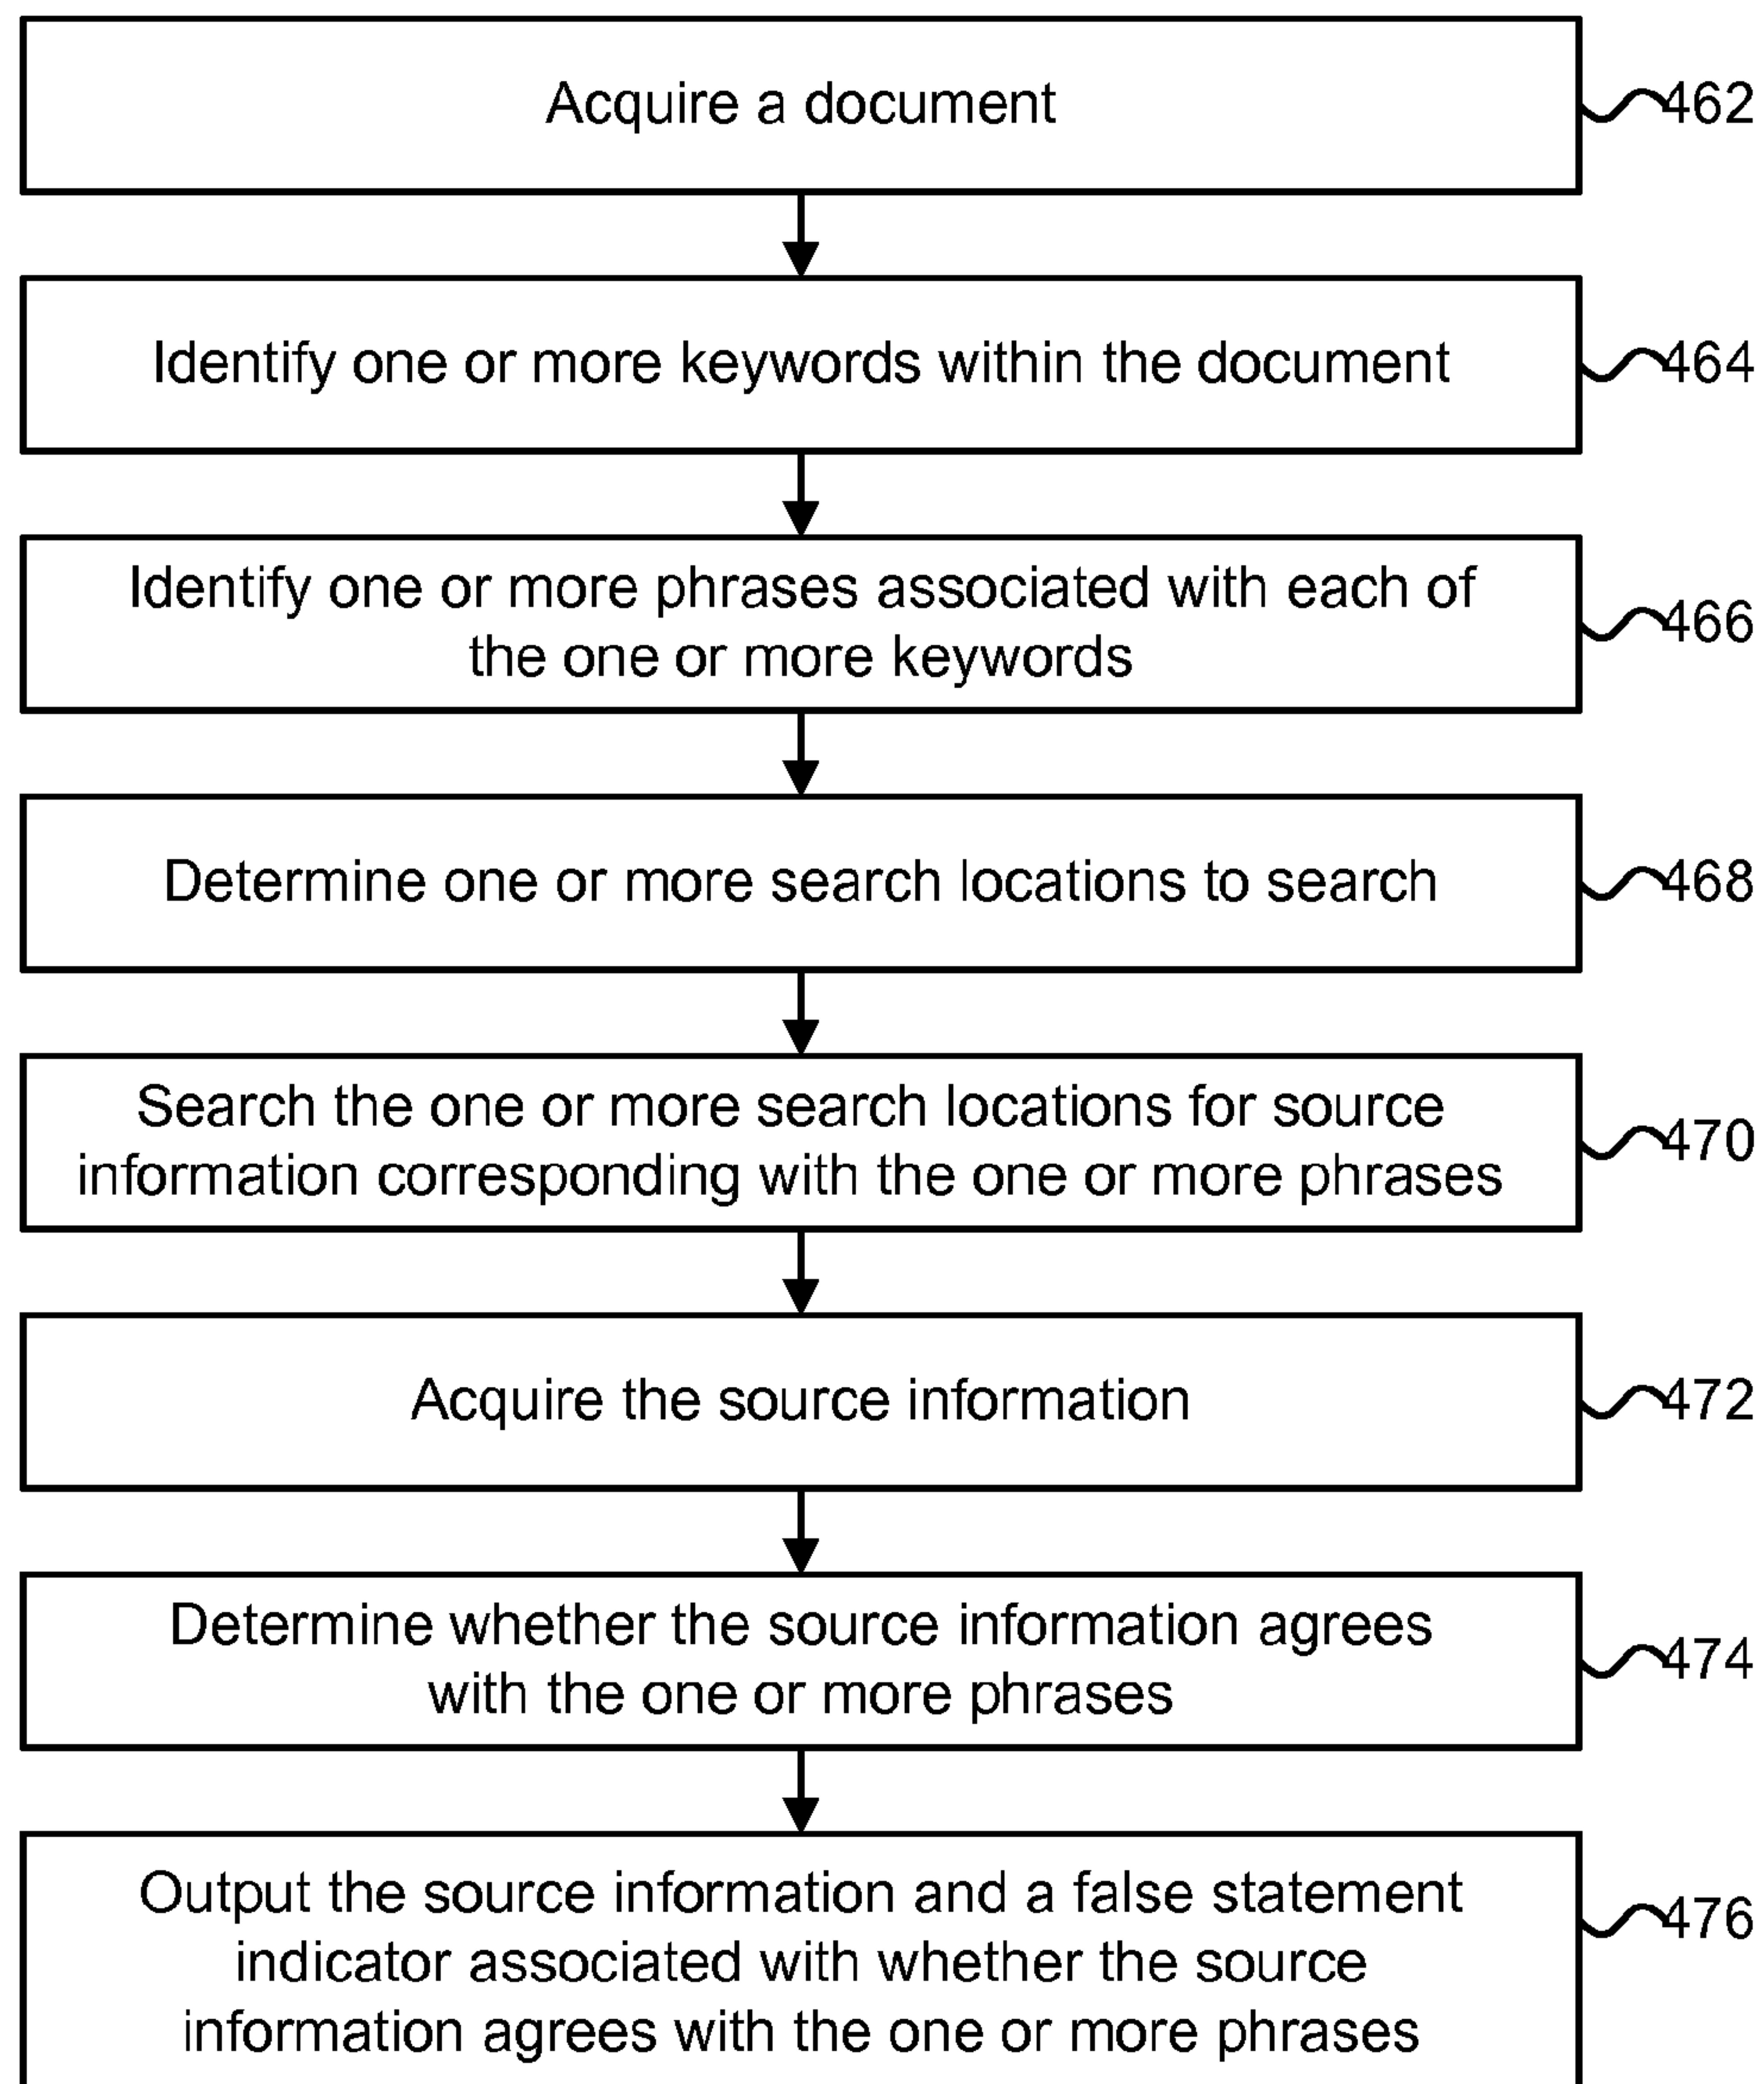 Acquire a document
462
Identify one or more keywords within the document
464
Identify one or more phrases associated with each of
the one or more keywords
466
Determine one or more search locations to search
468
Search the one or more search locations for source
information corresponding with the one or more phrases
470
Acquire the source information
472
Determine whether the source information agrees
with the one or more phrases
474
Output the source information and a false statement
indicator associated with whether the source
information agrees with the one or more phrases
476